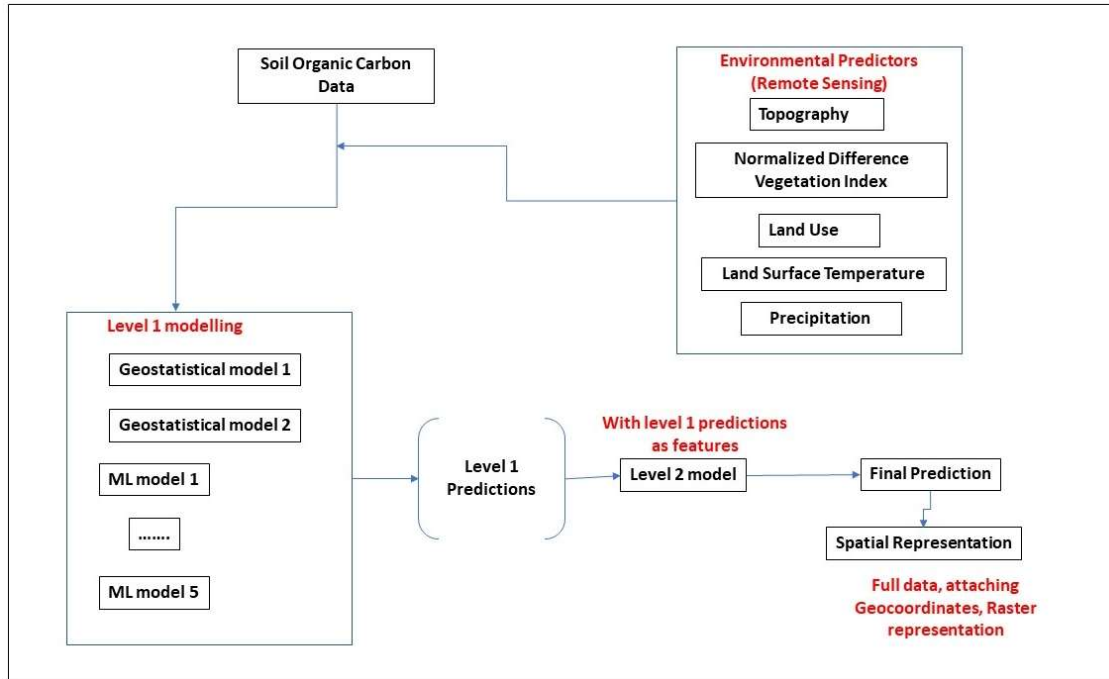 Soil Organic Carbon
Data
Environmental Predictors
(Remote Sensing)
Topography
Normalized Difference
Vegetation Index
Land Use
Land Surface Temperature
Precipitation
Level 1 modelling
Geostatistical model 1
Geostatistical model 2
ML model 1
.......
ML model 5
Level 1
Predictions
With level 1 predictions
as features
Level 2 model
Final Prediction
Spatial Representation
Full data, attaching
Geocoordinates, Raster
representation